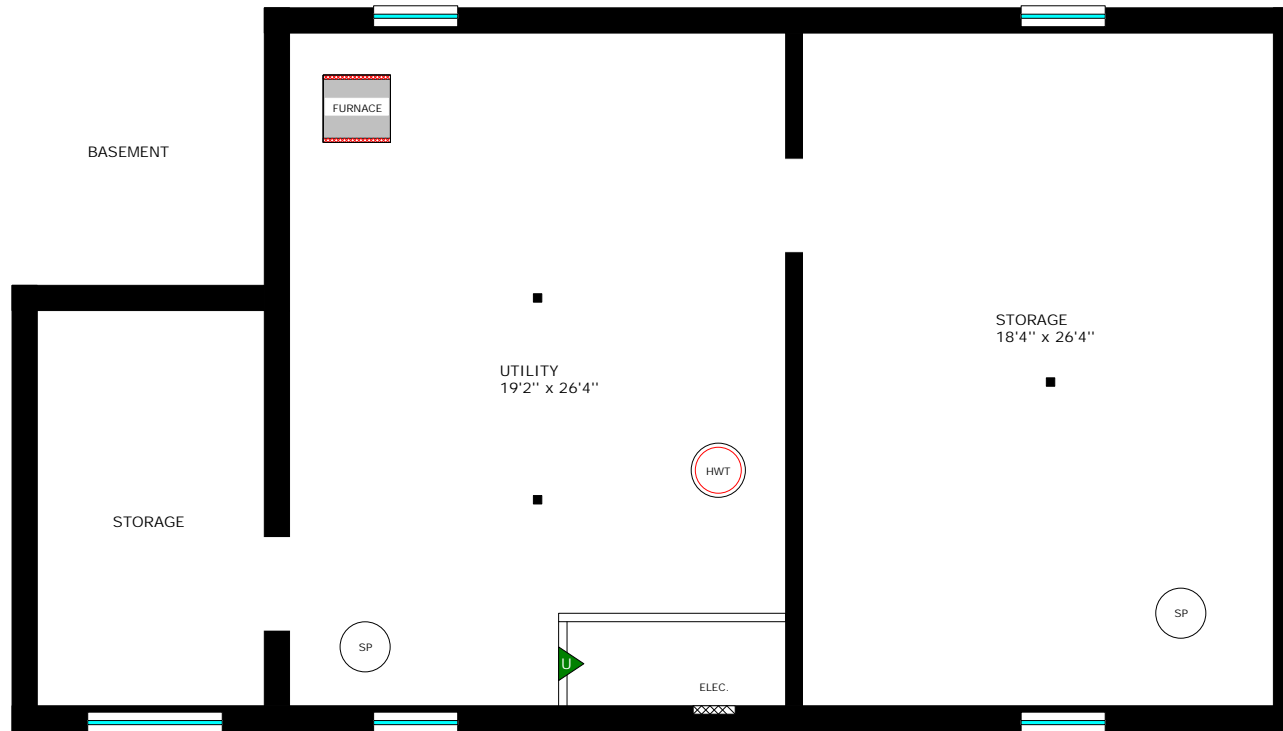 FURNACE
BASEMENT
STORAGE
18'4'' x 26'4''
UTILITY
19'2'' x 26'4''
HWT
STORAGE
SP
SP
U
ELEC.